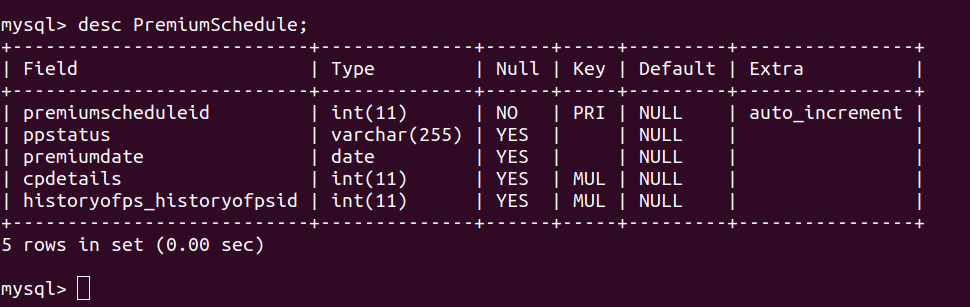 mysql> desc PremiumSchedule;
+---------------------------+--------------+------+-----+---------+----------------+
| Field                     | Type         | Null | Key | Default | Extra          |
+---------------------------+--------------+------+-----+---------+----------------+
| premiumscheduleid         | int(11)      | NO   | PRI | NULL    | auto_increment |
| ppstatus                  | varchar(255) | YES  |     | NULL    |                |
| premiumdate               | date         | YES  |     | NULL    |                |
| cpdetails                 | int(11)      | YES  | MUL | NULL    |                |
| historyofps_historyofpsid | int(11)      | YES  | MUL | NULL    |                |
+---------------------------+--------------+------+-----+---------+----------------+
5 rows in set (0.00 sec)
mysql>